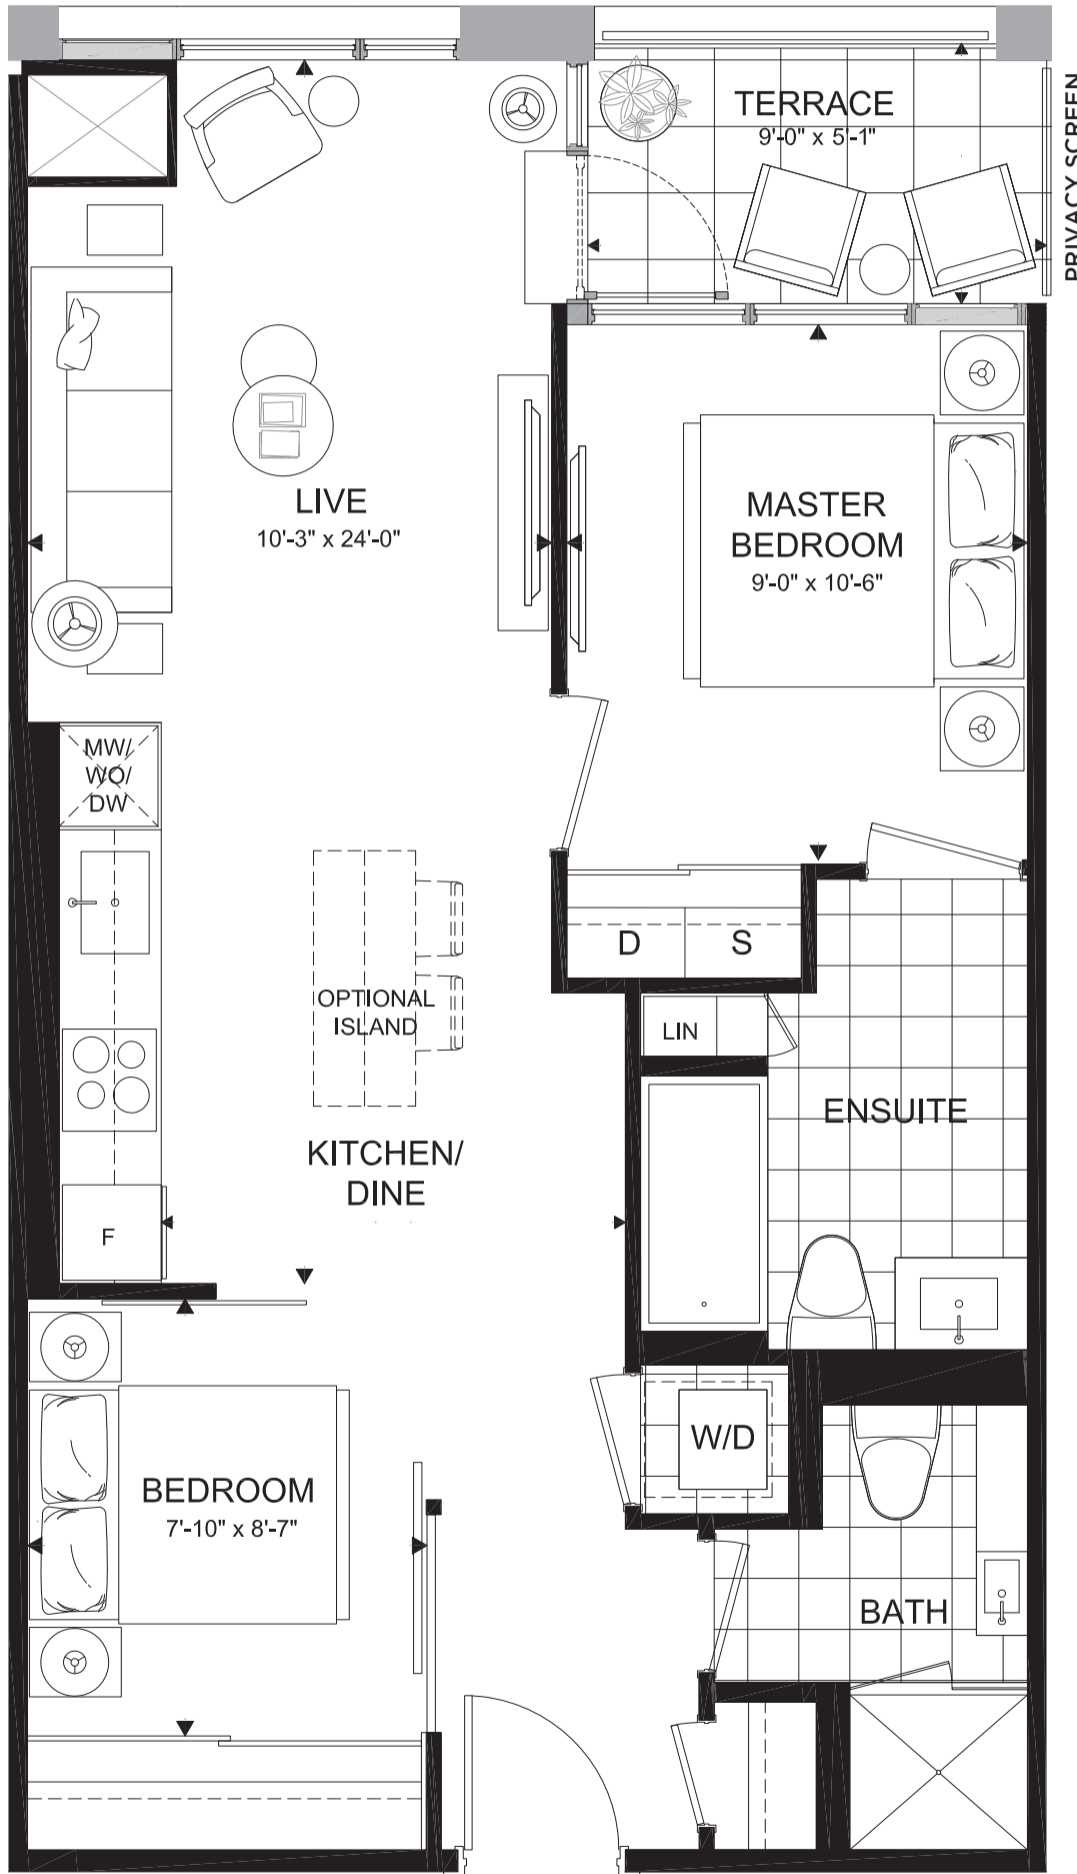 TERRACE
9'-0" x 5'-1"
PRIVACY SCREEN
LIVE
10'-3" x 24'-0"
MASTER
BEDROOM
9'-0" x 10'-6"
MW/
WO/
DW
D
S
OPTIONAL
ISLAND
LIN
ENSUITE
KITCHEN/
DINE
F
W/D
BEDROOM
7'-10" x 8'-7"
BATH